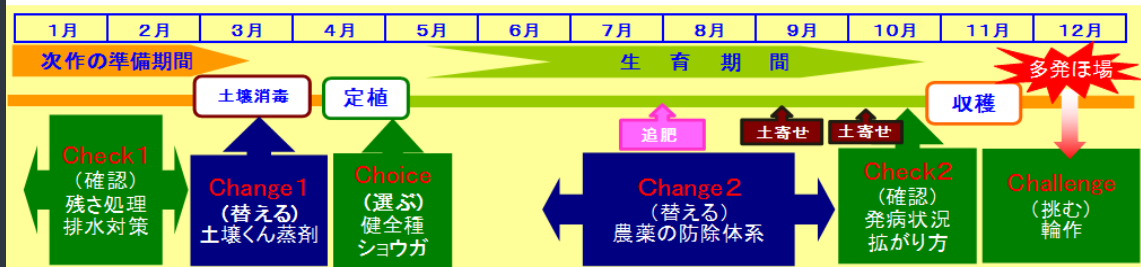 1月 2月 3月 4月 5月 6月 7月 8月 9月 10月 11月 12月
次作の準備期間
生育期間
多発ほ場
土壌消毒
定植
収穫
追肥
土寄せ
土寄せ
Check1
(確認)
残さ処理
排水対策
Change1
(替える)
土壌くん蒸剤
Choice
(選ぶ)
健全種
ショウガ
Change2
(替える)
農薬の防除体系
Check2
(確認)
発病状況
拡がり方
Challenge
(挑む)
輪作